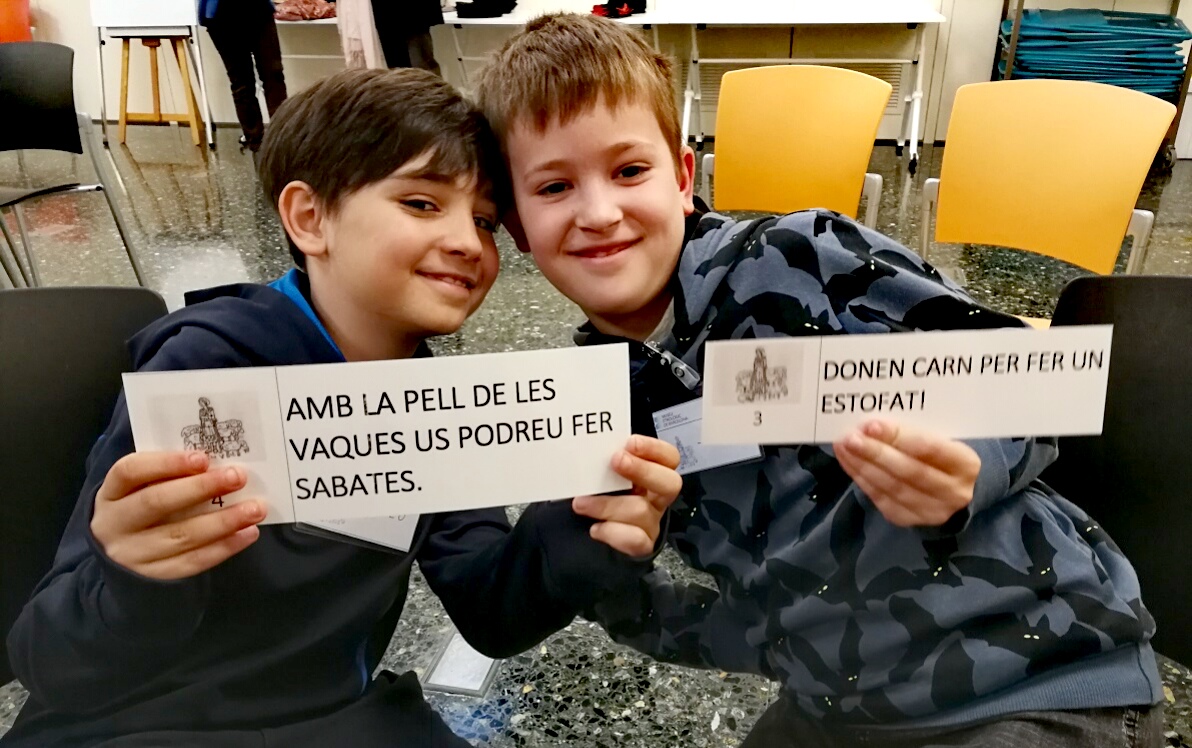 AMB LA PELL DE LES
VAQUES US PODREU FER
SABATES.
4
DONEN CARN PER FER UN
ESTOFAT!
3